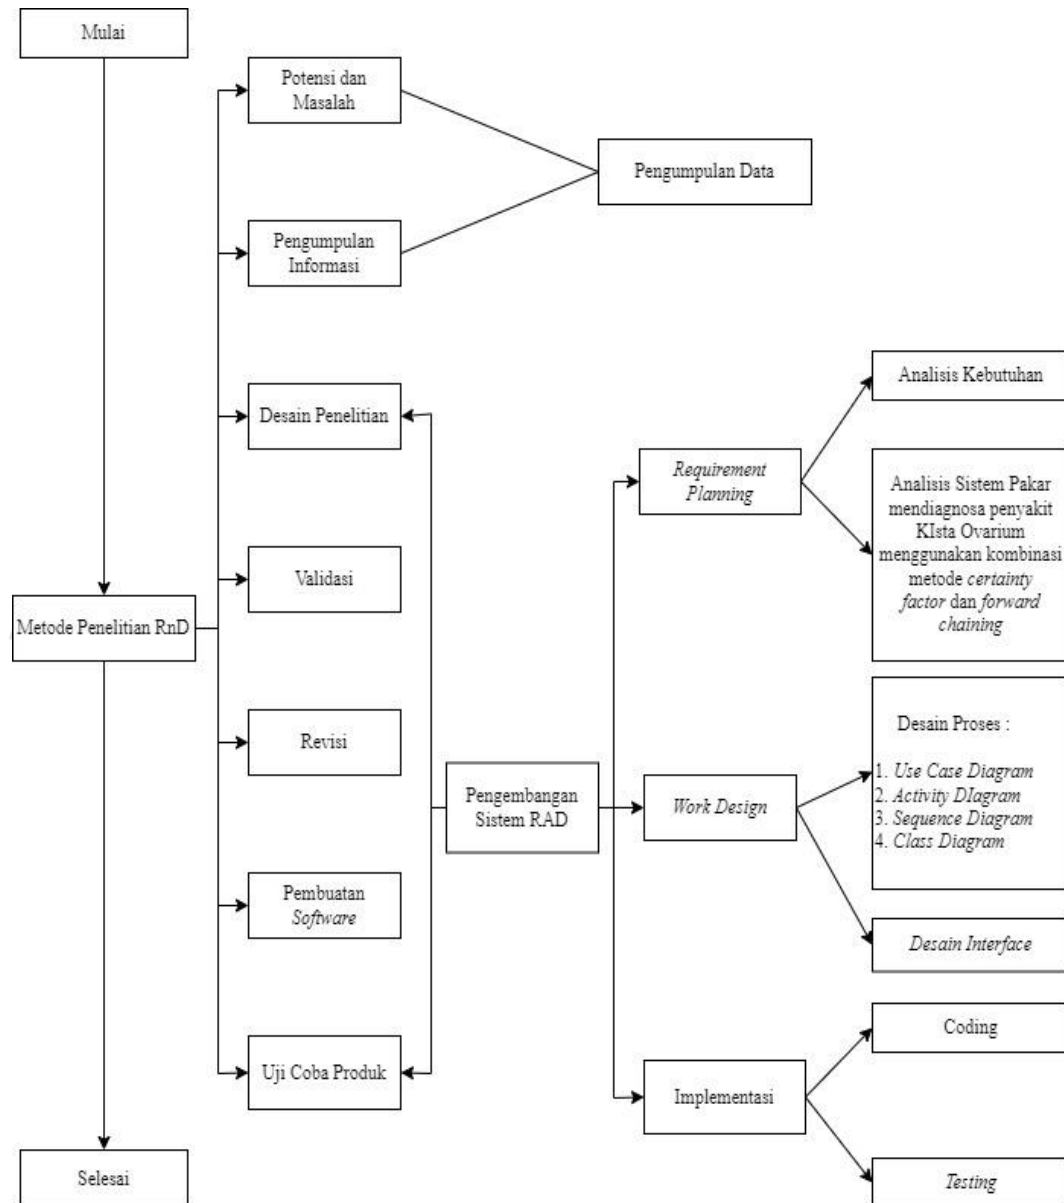 Mulai
Potensi dan
Masalah
Pengumpulan Data
Pengumpulan
Informasi
Analisis Kebutuhan
Desain Penelitian
Requirement
Planning
Analisis Sistem Pakar
mendiagnosa penyakit
KIsta Ovarium
menggunakan kombinasi
metode certainty
factor dan forward
chaining
Validasi
Metode Penelitian RnD
Revisi
Pengembangan
Sistem RAD
Work Design
Desain Proses :
1. Use Case Diagram
2. Activity DIagram
3. Sequence Diagram
4. Class Diagram
Pembuatan
Software
Desain Interface
Coding
Uji Coba Produk
Implementasi
Selesai
Testing